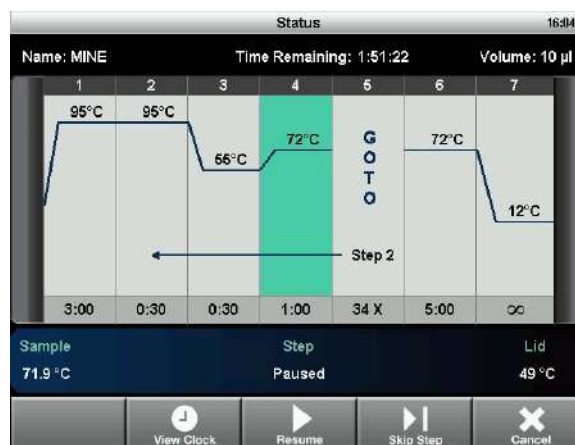 Status 16:04
Name: MINE Time Remaining: 1:51:22 Volume: 10 µl
1 2 3 4 5 6 7
95°C 95°C 55°C 72°C GOTO 72°C 12°C
Step 2
3:00 0:30 0:30 1:00 34 X 5:00 ∞
Sample Step Lid
71.9 °C Paused 49 °C
View Clock Resume Skip Step Cancel